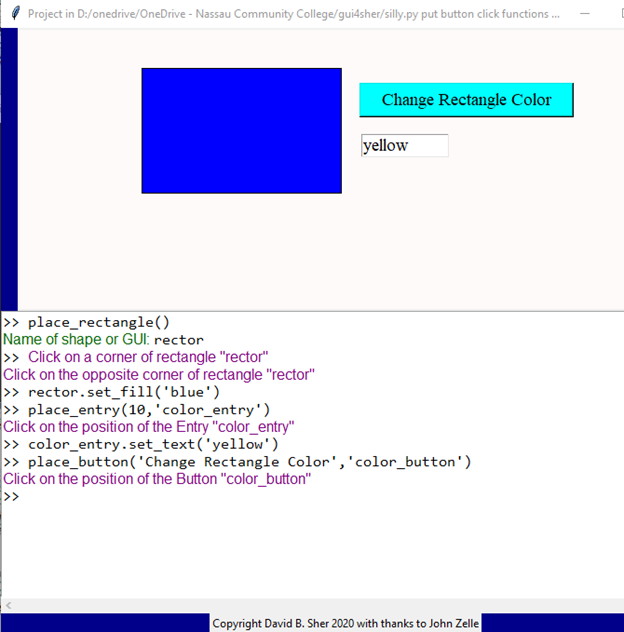 Project in D:/onedrive/OneDrive - Nassau Community College/gui4sher/silly.py put button click functions ...
Change Rectangle Color
yellow
>> place_rectangle()
Name of shape or GUI: rector
>> Click on a corner of rectangle "rector"
Click on the opposite corner of rectangle "rector"
>> rector.set_fill('blue')
>> place_entry(10,'color_entry')
Click on the position of the Entry "color_entry"
>> color_entry.set_text('yellow')
>> place_button('Change Rectangle Color','color_button')
Click on the position of the Button "color_button"
>>
Copyright David B. Sher 2020 with thanks to John Zelle